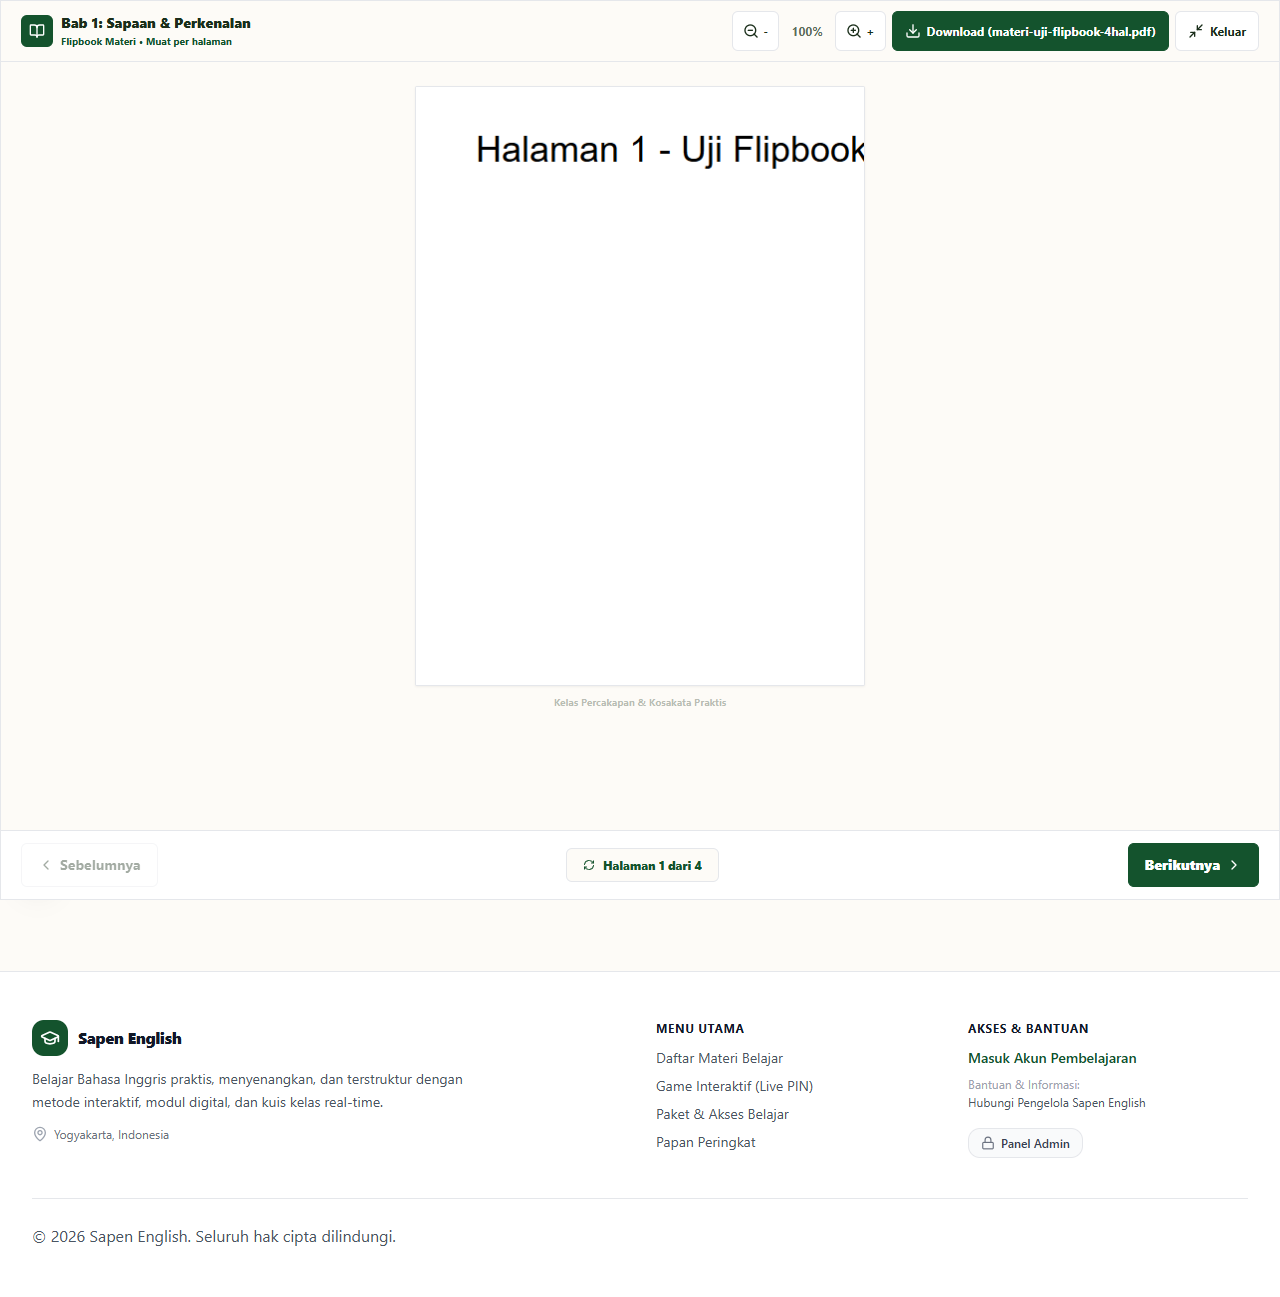 Bab 1: Sapaan & Perkenalan
Flipbook Materi • Muat per halaman
-
100%
+
Download (materi-uji-flipbook-4hal.pdf)
Keluar
Halaman 1 - Uji Flipbook
Kelas Percakapan & Kosakata Praktis
Sebelumnya
Halaman 1 dari 4
Berikutnya
Sapen English
Belajar Bahasa Inggris praktis, menyenangkan, dan terstruktur dengan
metode interaktif, modul digital, dan kuis kelas real-time.
Yogyakarta, Indonesia
MENU UTAMA
Daftar Materi Belajar
Game Interaktif (Live PIN)
Paket & Akses Belajar
Papan Peringkat
AKSES & BANTUAN
Masuk Akun Pembelajaran
Bantuan & Informasi:
Hubungi Pengelola Sapen English
Panel Admin
© 2026 Sapen English. Seluruh hak cipta dilindungi.